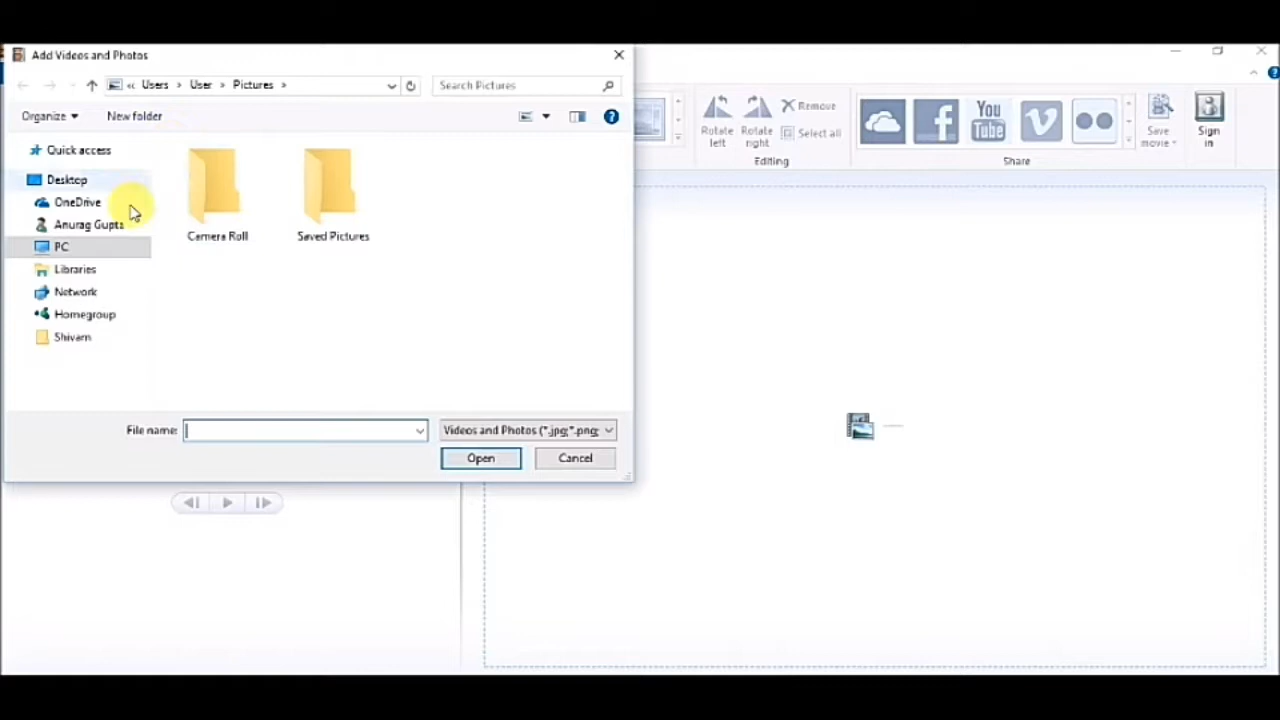 Add Videos and Photos
« Users > User > Pictures >
Search Pictures
Organize
New folder
Quick access
Desktop
OneDrive
Anurag Gupta
PC
Libraries
Network
Homegroup
Shivam
Camera Roll
Saved Pictures
File name:
Videos and Photos (*.jpg;*.png;
Open
Cancel
Rotate left
Rotate right
Remove
Select all
Editing
You Tube
Share
Save movie
Sign in